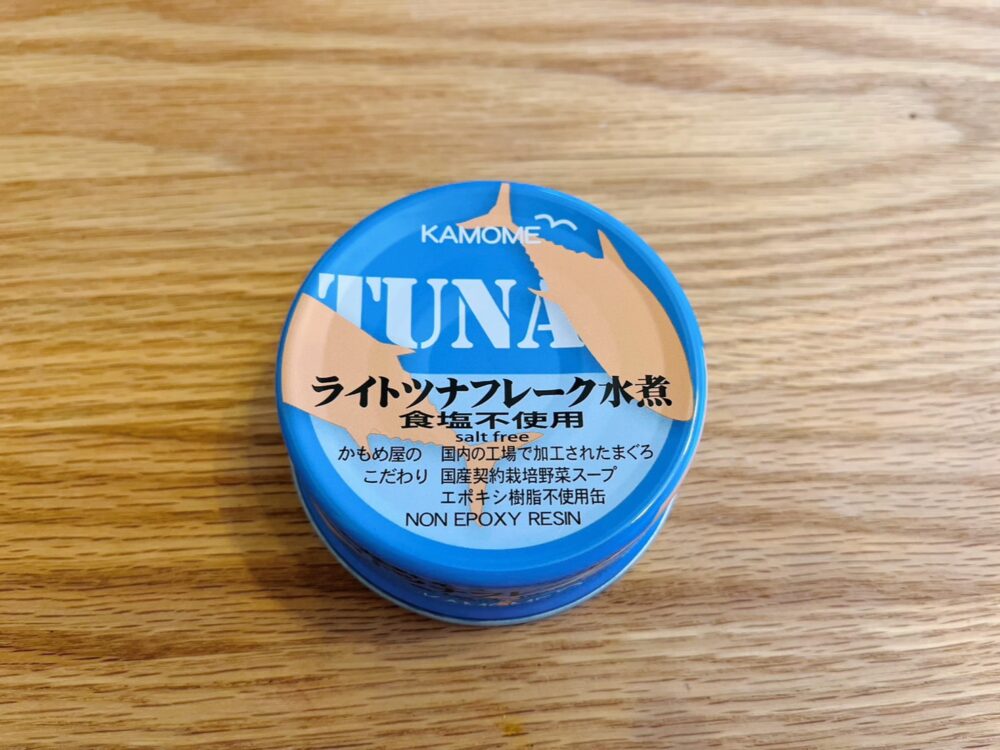 KAMOME
TUNA
ライトツナフレーク水煮
食塩不使用
salt free
かもめ屋の 国内の工場で加工されたまぐろ
こだわり 国産契約栽培野菜スープ
エポキシ樹脂不使用缶
NON EPOXY RESIN